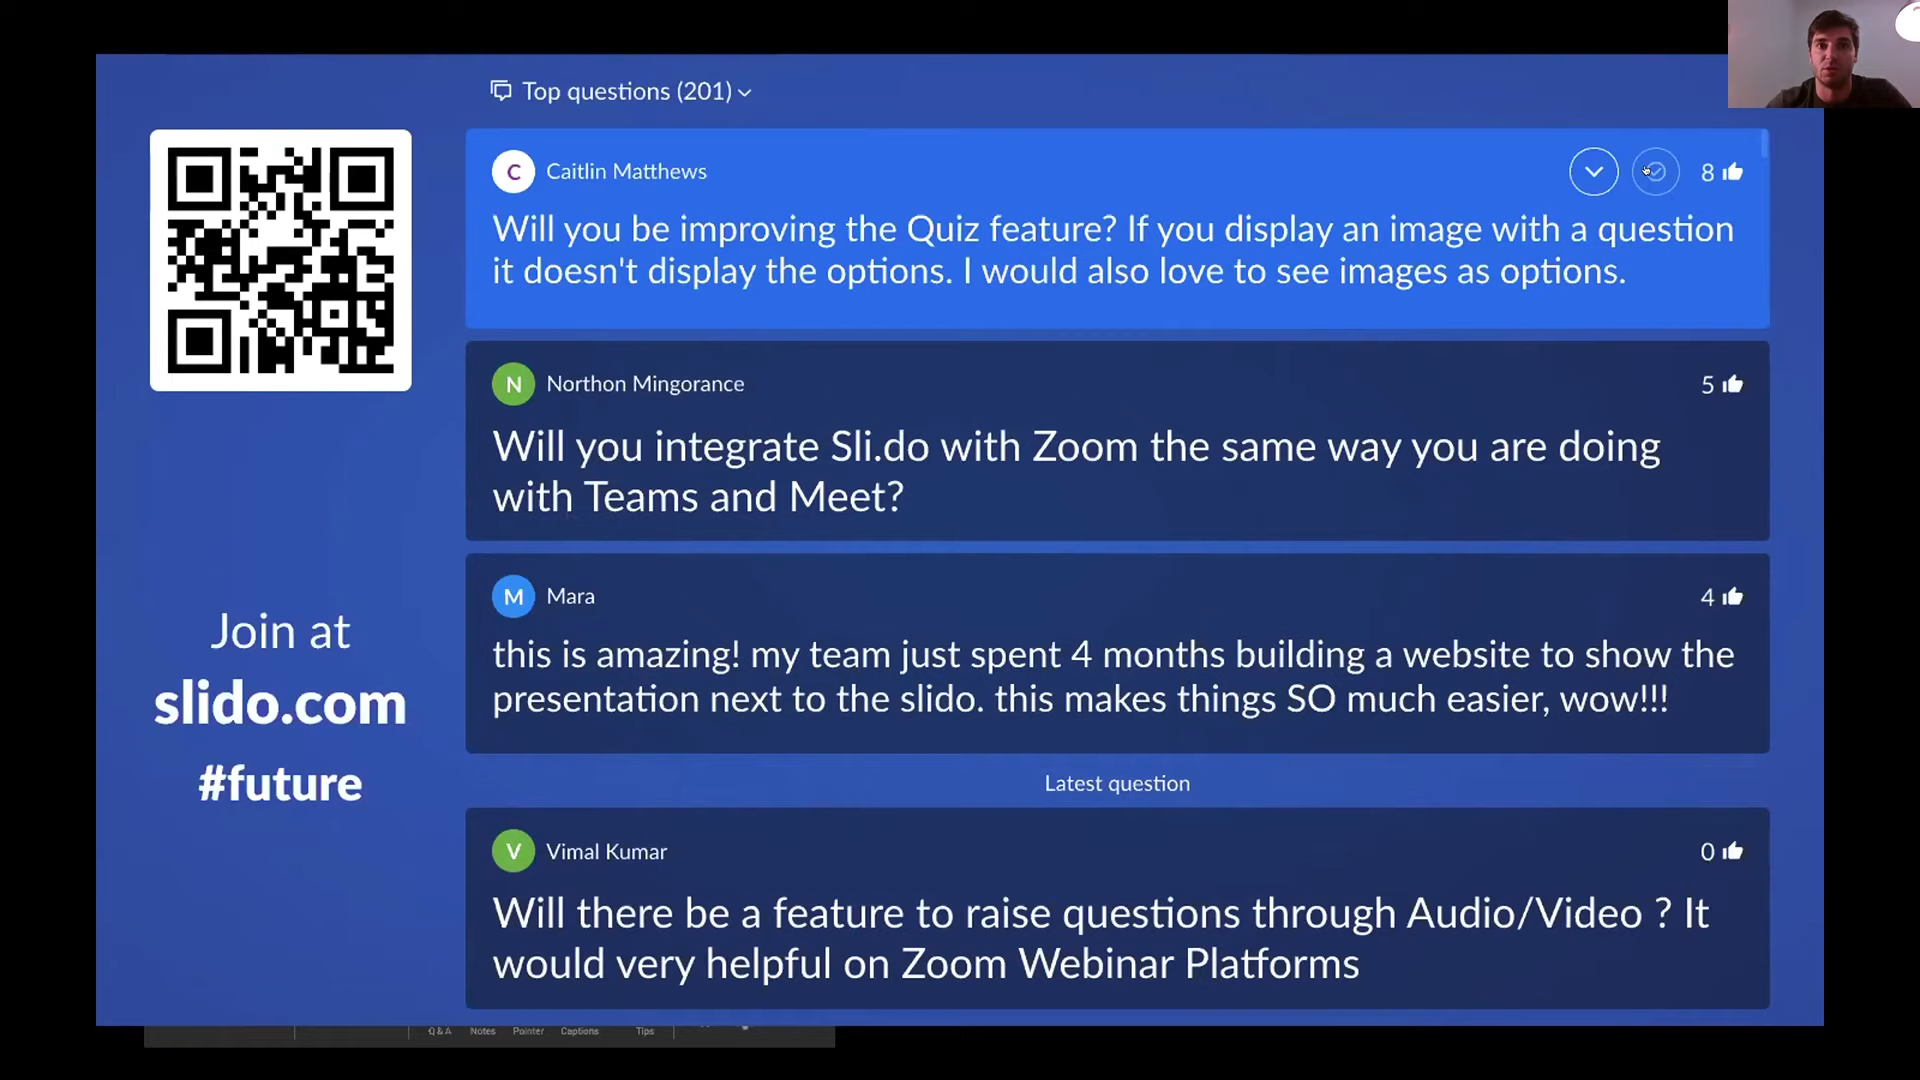 Top questions (201)
C Caitlin Matthews 8
Will you be improving the Quiz feature? If you display an image with a question
it doesn't display the options. I would also love to see images as options.
N Northon Mingorance 5
Will you integrate Sli.do with Zoom the same way you are doing
with Teams and Meet?
M Mara 4
this is amazing! my team just spent 4 months building a website to show the
presentation next to the slido. this makes things SO much easier, wow!!!
Latest question
V Vimal Kumar 0
Will there be a feature to raise questions through Audio/Video ? It
would very helpful on Zoom Webinar Platforms
Join at
slido.com
#future
Q & A Notes Pointer Captions Tips